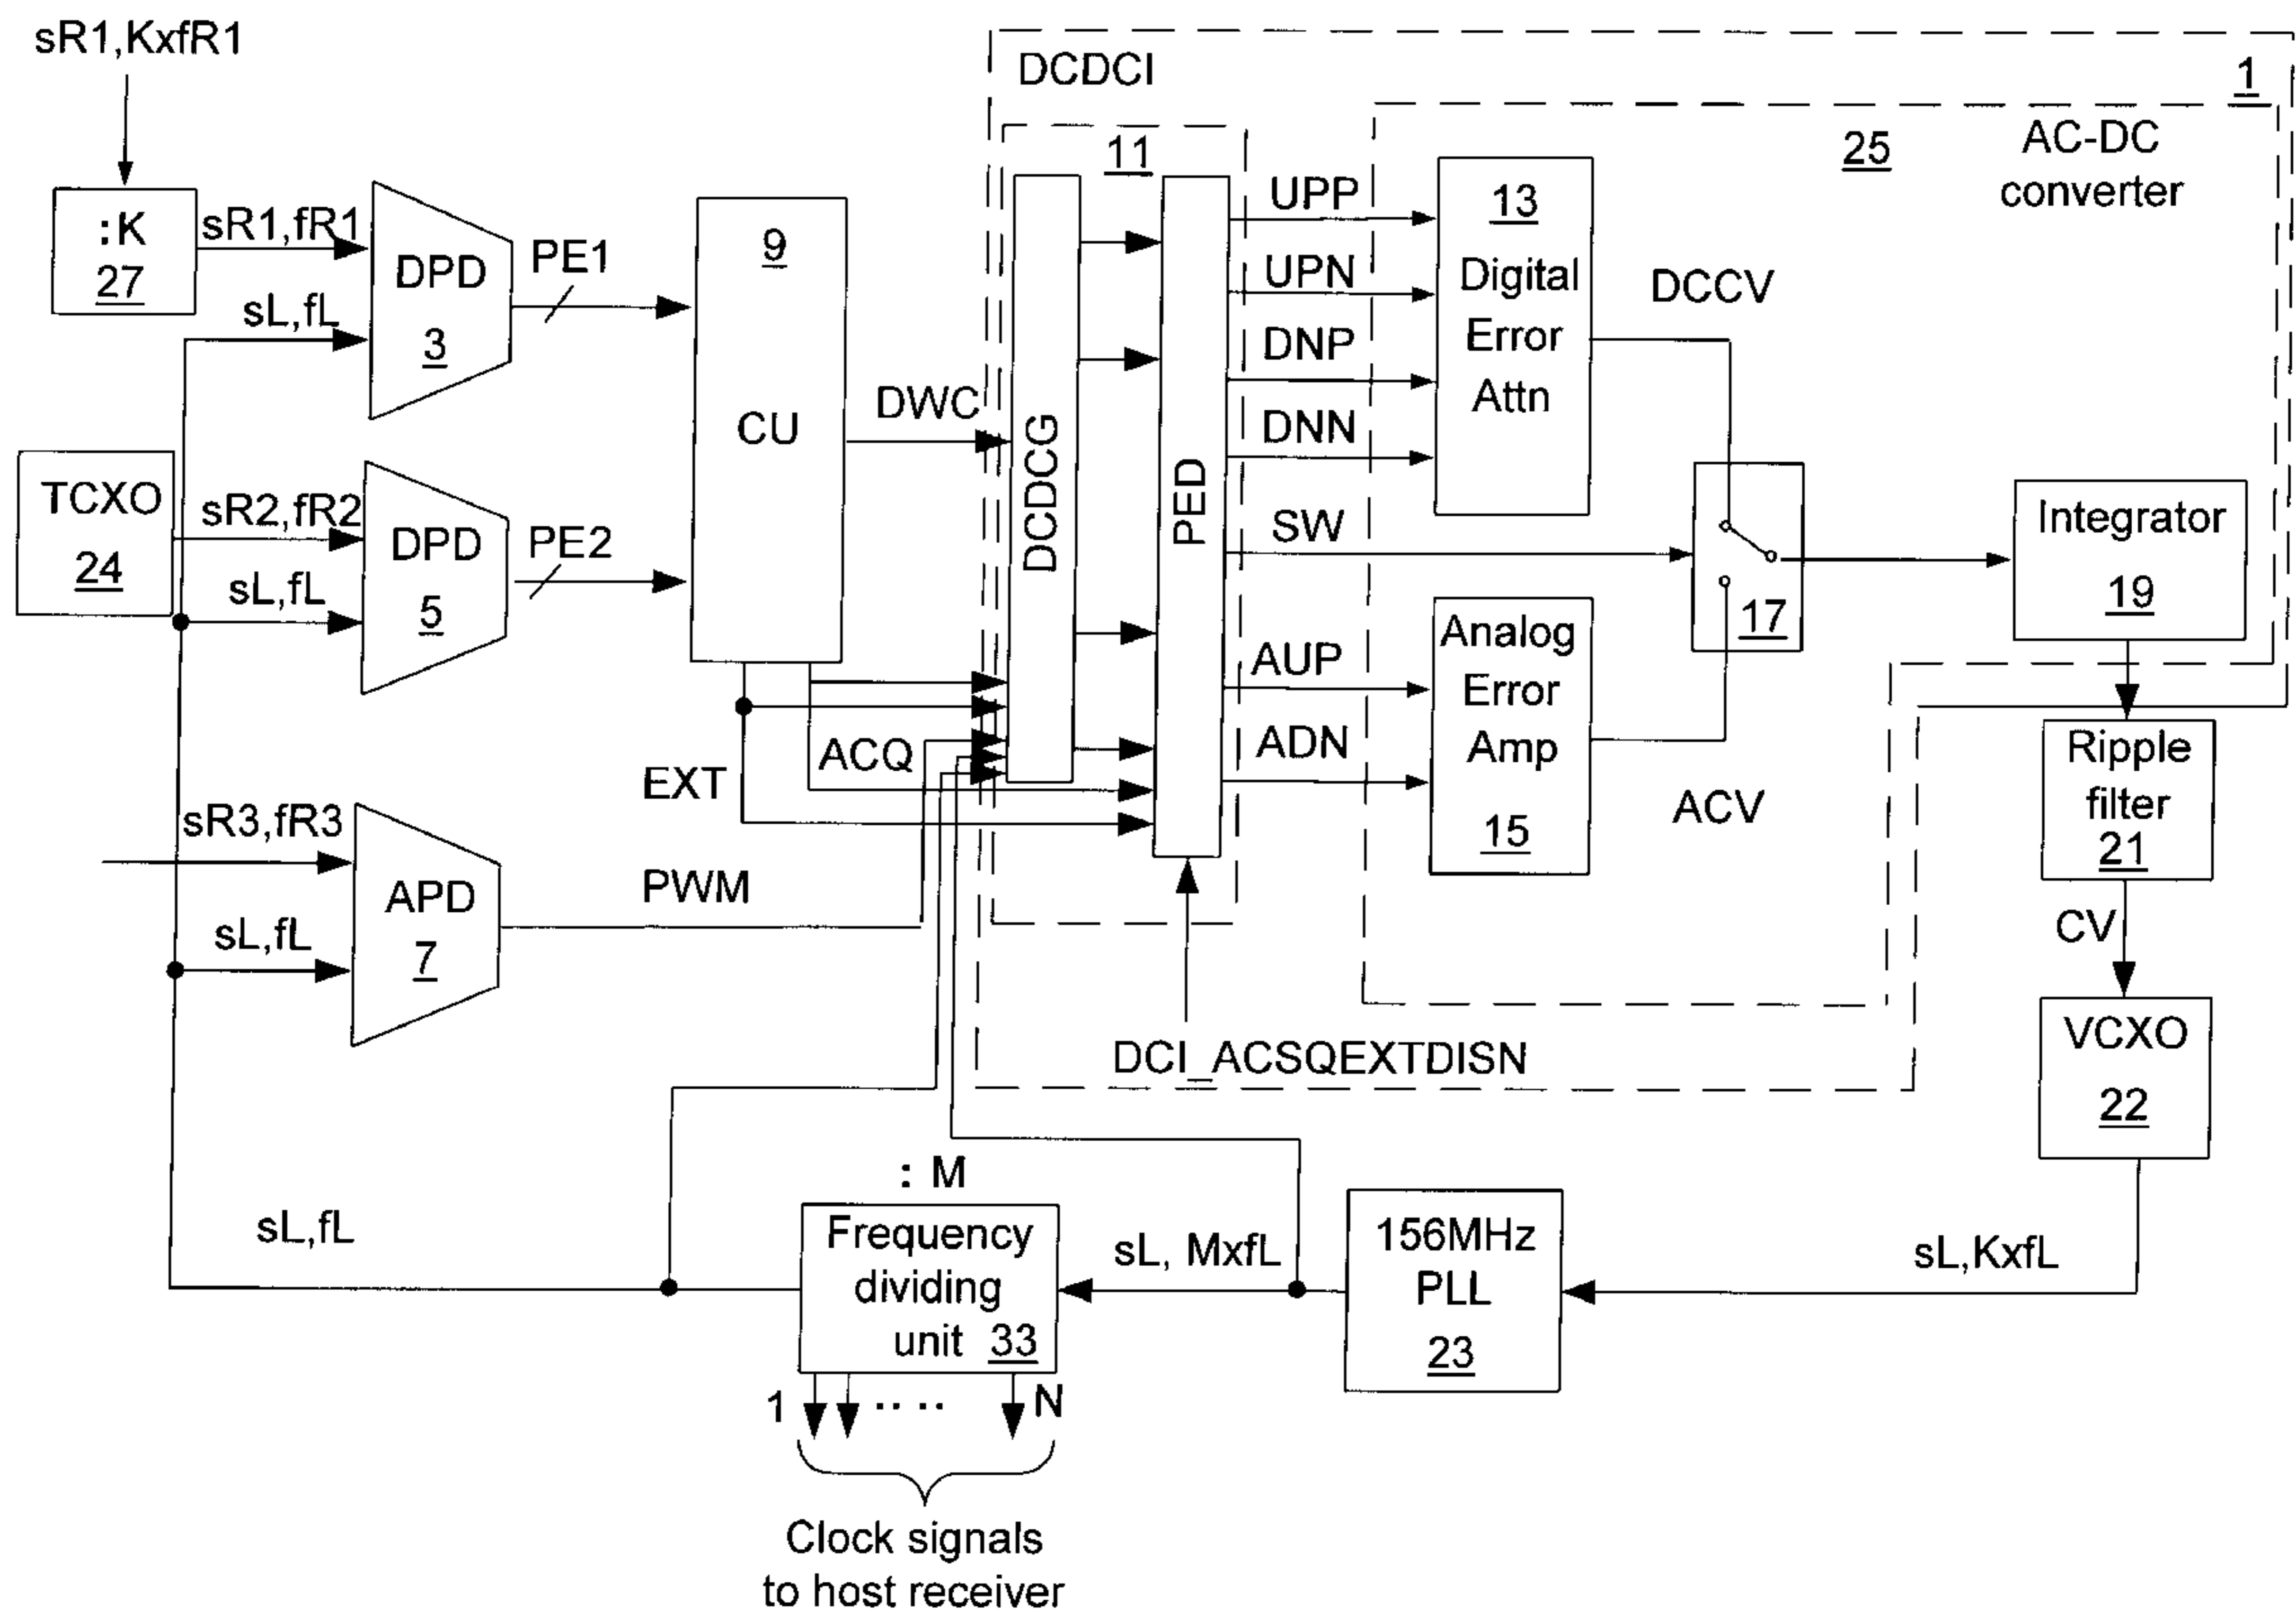 sR1,KxfR1
DCDCI
1
11
25
AC-DC
converter
:K
27
sR1,fR1
DPD
3
sL,fL
PE1
9
CU
DWC
DCDCG
PED
UPP
UPN
DNP
DNN
13
Digital
Error
Attn
DCCV
TCXO
24
sR2,fR2
DPD
5
sL,fL
PE2
SW
17
Integrator
19
AUP
ADN
Analog
Error
Amp
15
ACV
EXT
ACQ
Ripple
filter
21
CV
sR3,fR3
APD
7
sL,fL
PWM
DCI_ACSQEXTDISN
VCXO
22
: M
sL,fL
Frequency
dividing
unit 33
sL, MxfL
156MHz
PLL
23
sL,KxfL
1 .. .. N
Clock signals
to host receiver